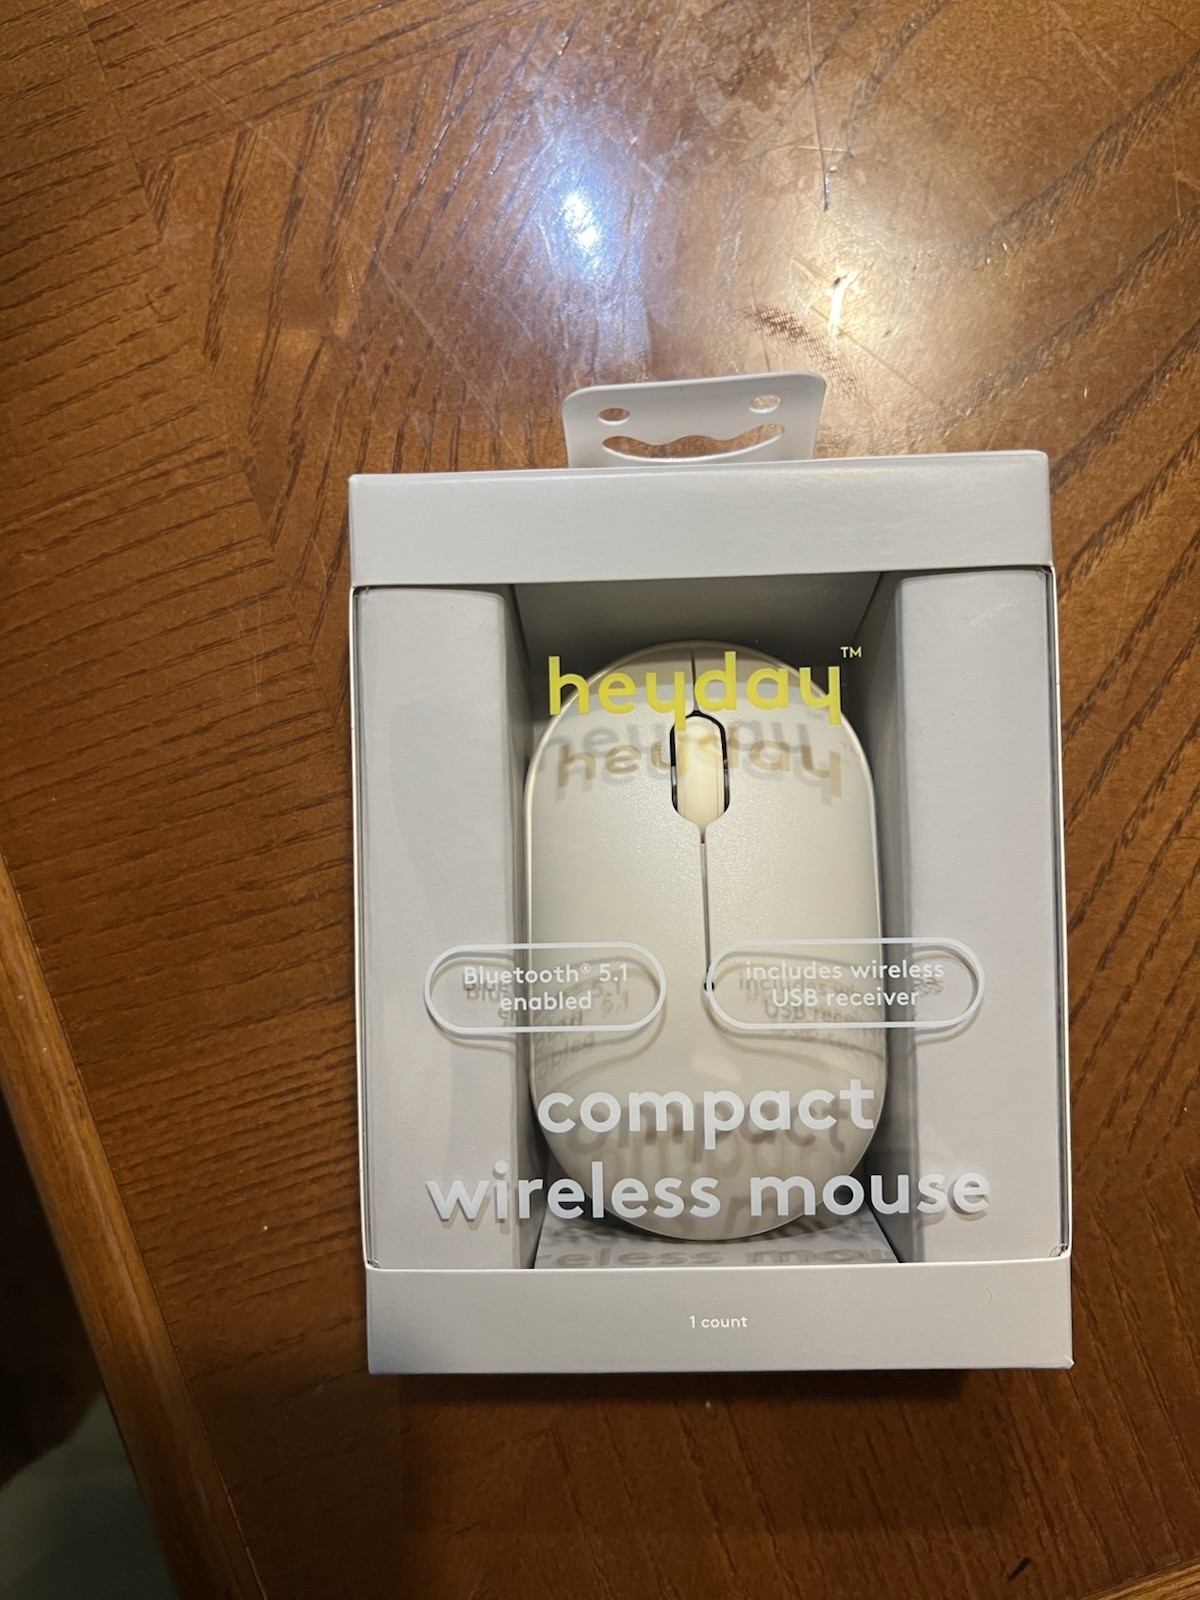 heyday™
Bluetooth® 5.1
enabled
includes wireless
USB receiver
compact
wireless mouse
1 count